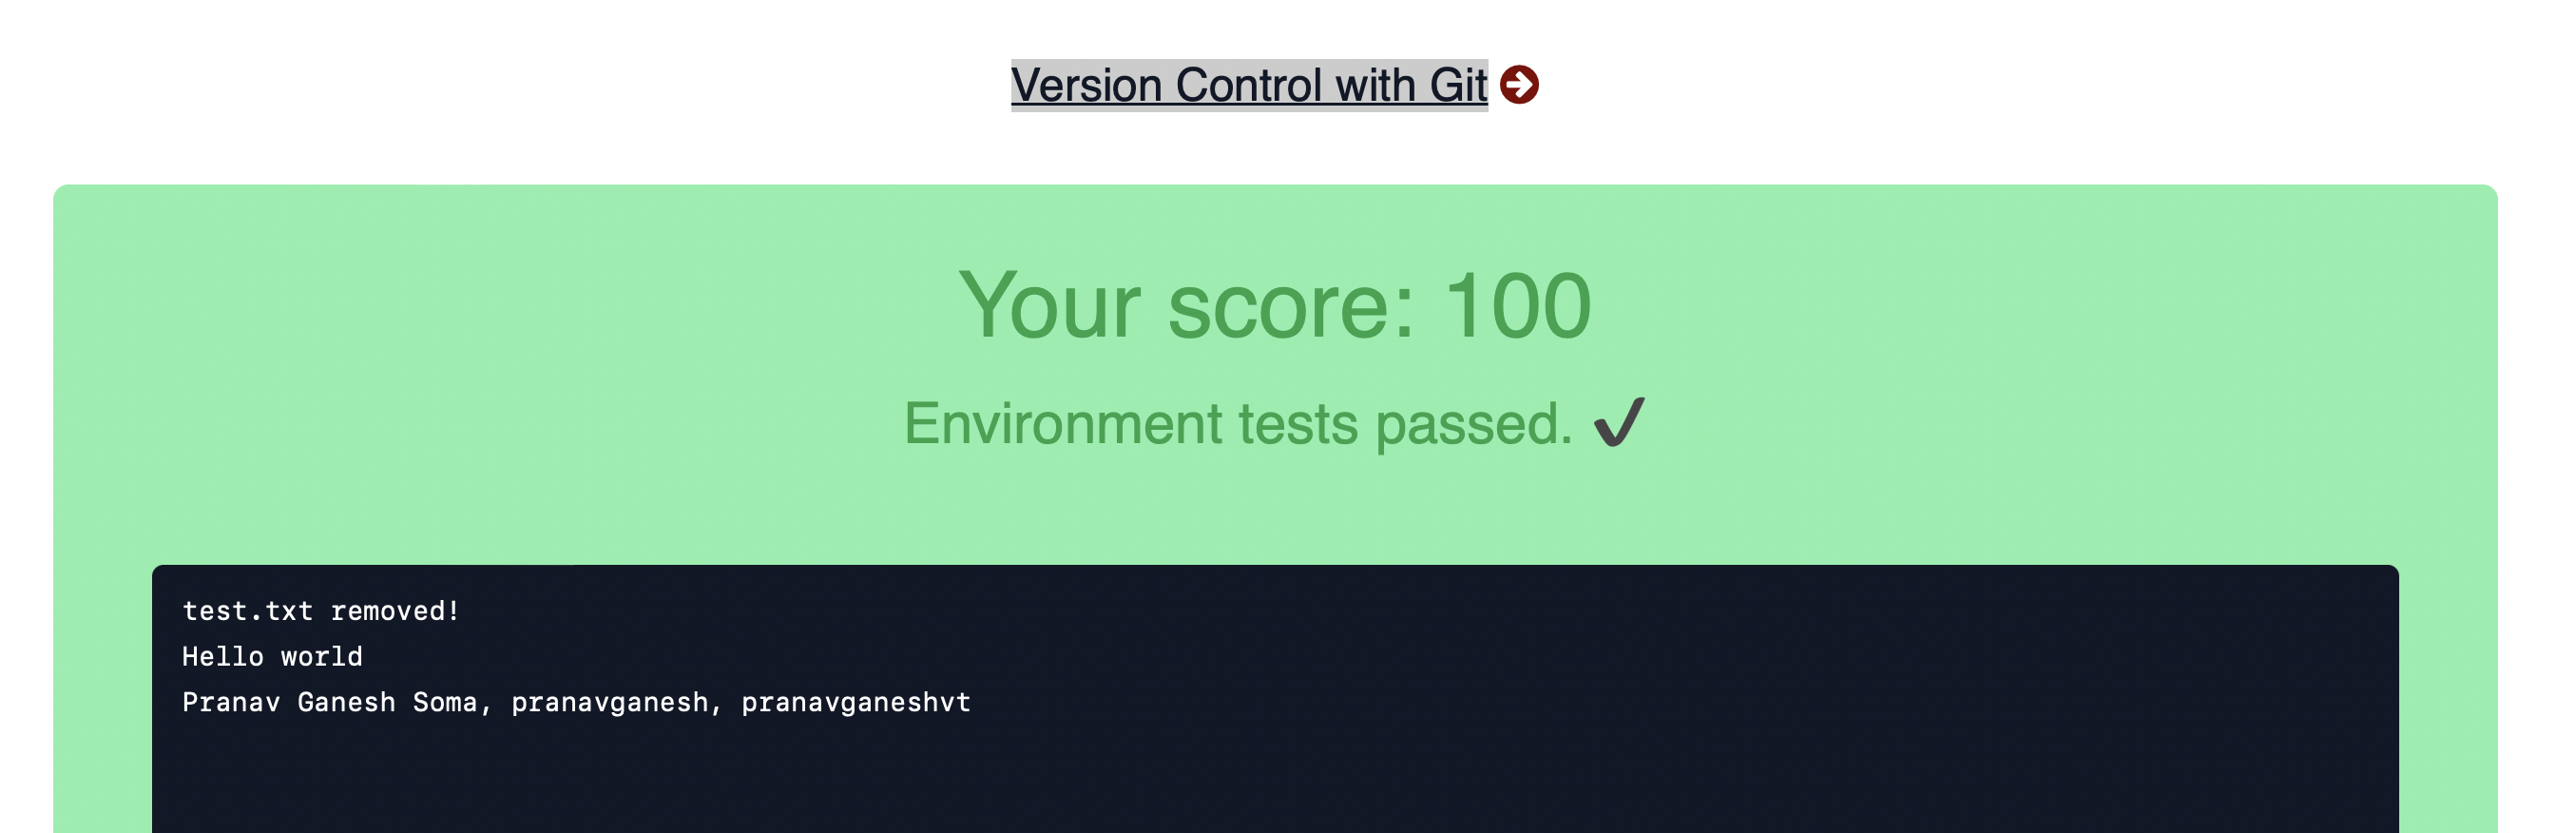 Version Control with Git
Your score: 100
Environment tests passed. ✔
test.txt removed!
Hello world
Pranav Ganesh Soma, pranavganesh, pranavganeshvt